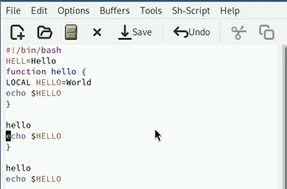 File Edit Options Buffers Tools Sh-Script Help
Save Undo
#!/bin/bash
HELL=Hello
function hello {
LOCAL HELLO=World
echo $HELLO
}
hello
echo $HELLO
}
hello
echo $HELLO